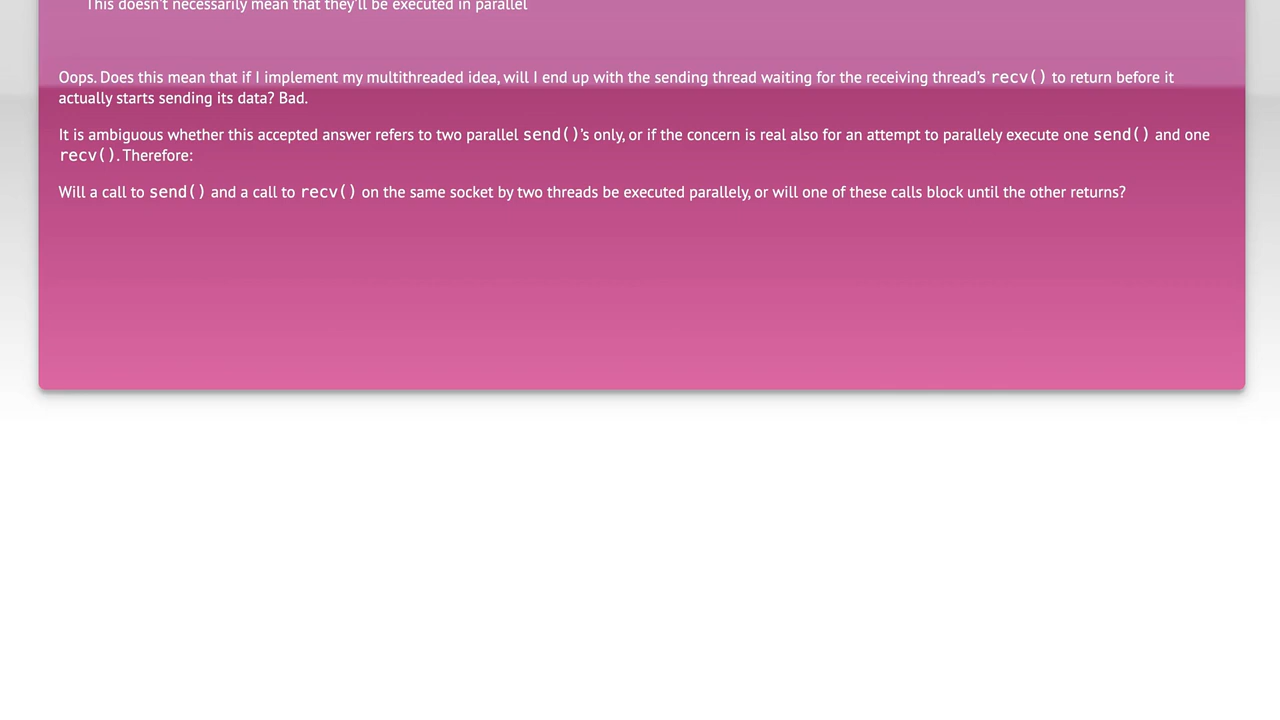 This doesn't necessarily mean that they'll be executed in parallel
Oops. Does this mean that if I implement my multithreaded idea, will I end up with the sending thread waiting for the receiving thread's recv() to return before it
actually starts sending its data? Bad.
It is ambiguous whether this accepted answer refers to two parallel send()'s only, or if the concern is real also for an attempt to parallely execute one send() and one
recv(). Therefore:
Will a call to send() and a call to recv() on the same socket by two threads be executed parallely, or will one of these calls block until the other returns?